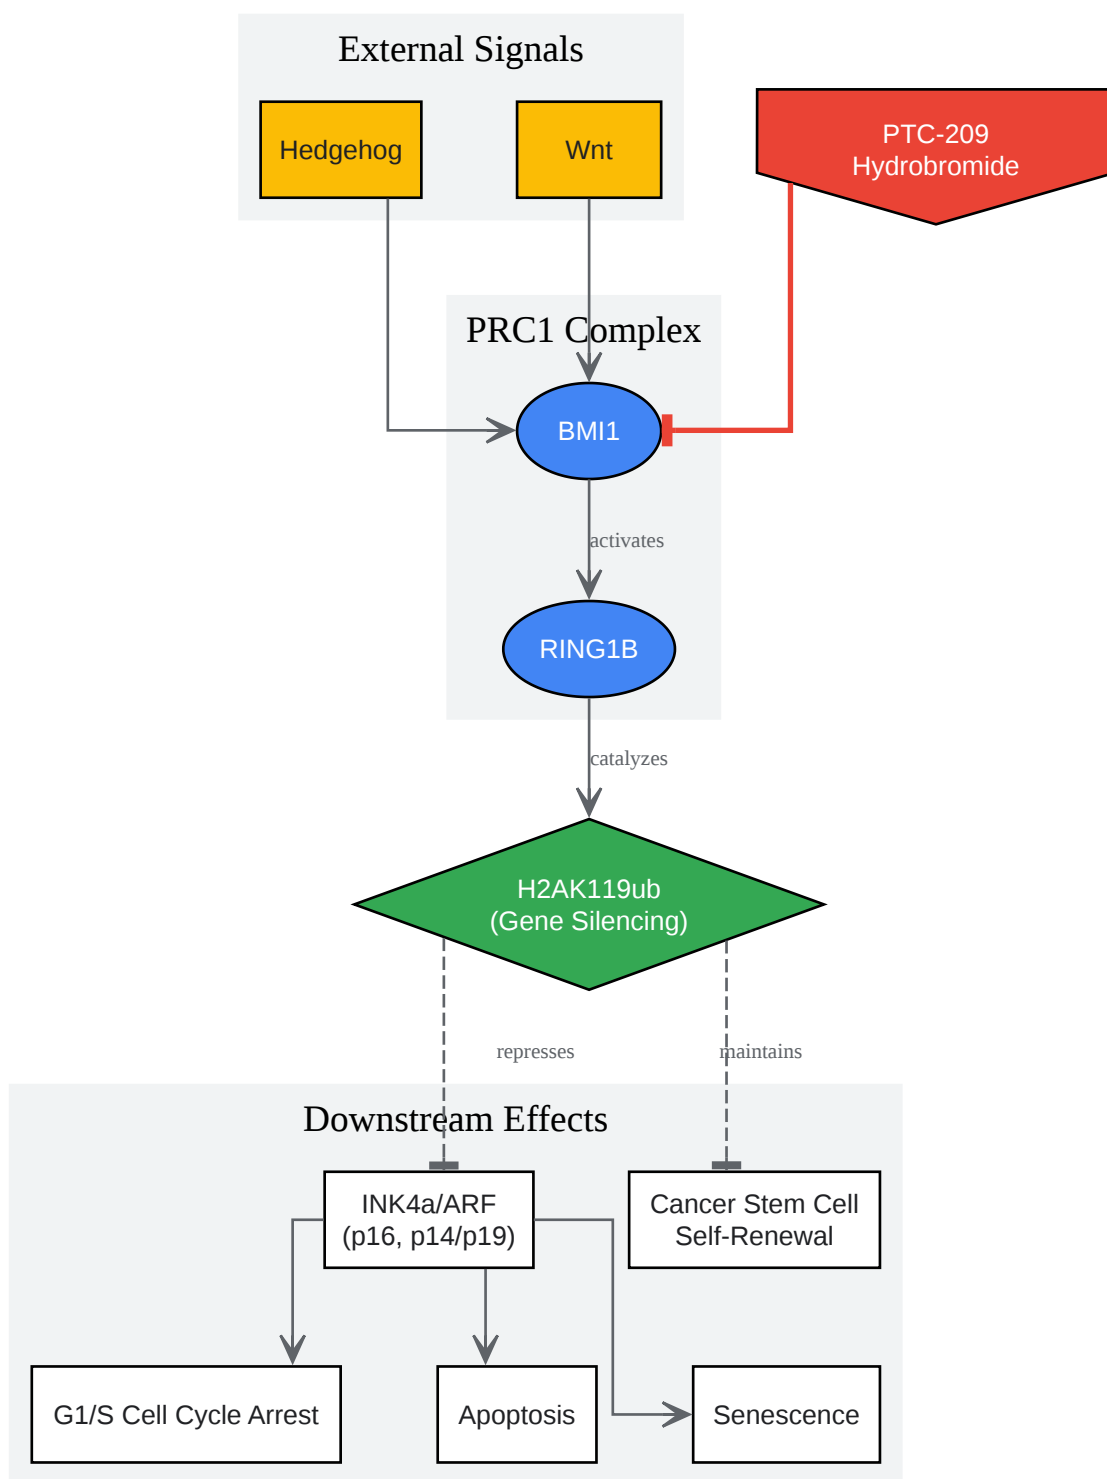 External Signals
Hedgehog
Wnt
PTC-209
Hydrobromide
PRC1 Complex
BMI1
activates
RING1B
catalyzes
H2AK119ub
(Gene Silencing)
represses
maintains
Downstream Effects
INK4a/ARF
(p16, p14/p19)
Cancer Stem Cell
Self-Renewal
G1/S Cell Cycle Arrest
Apoptosis
Senescence